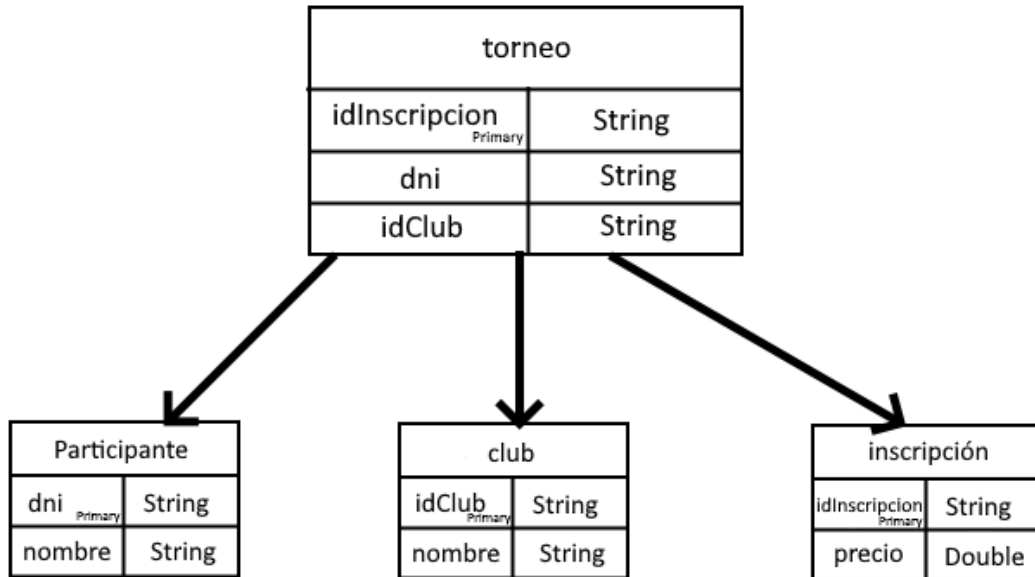 torneo
idInscripcion Primary String
dni String
idClub String
Participante
dni Primary String
nombre String
club
idClub Primary String
nombre String
inscripción
idInscripcion Primary String
precio Double